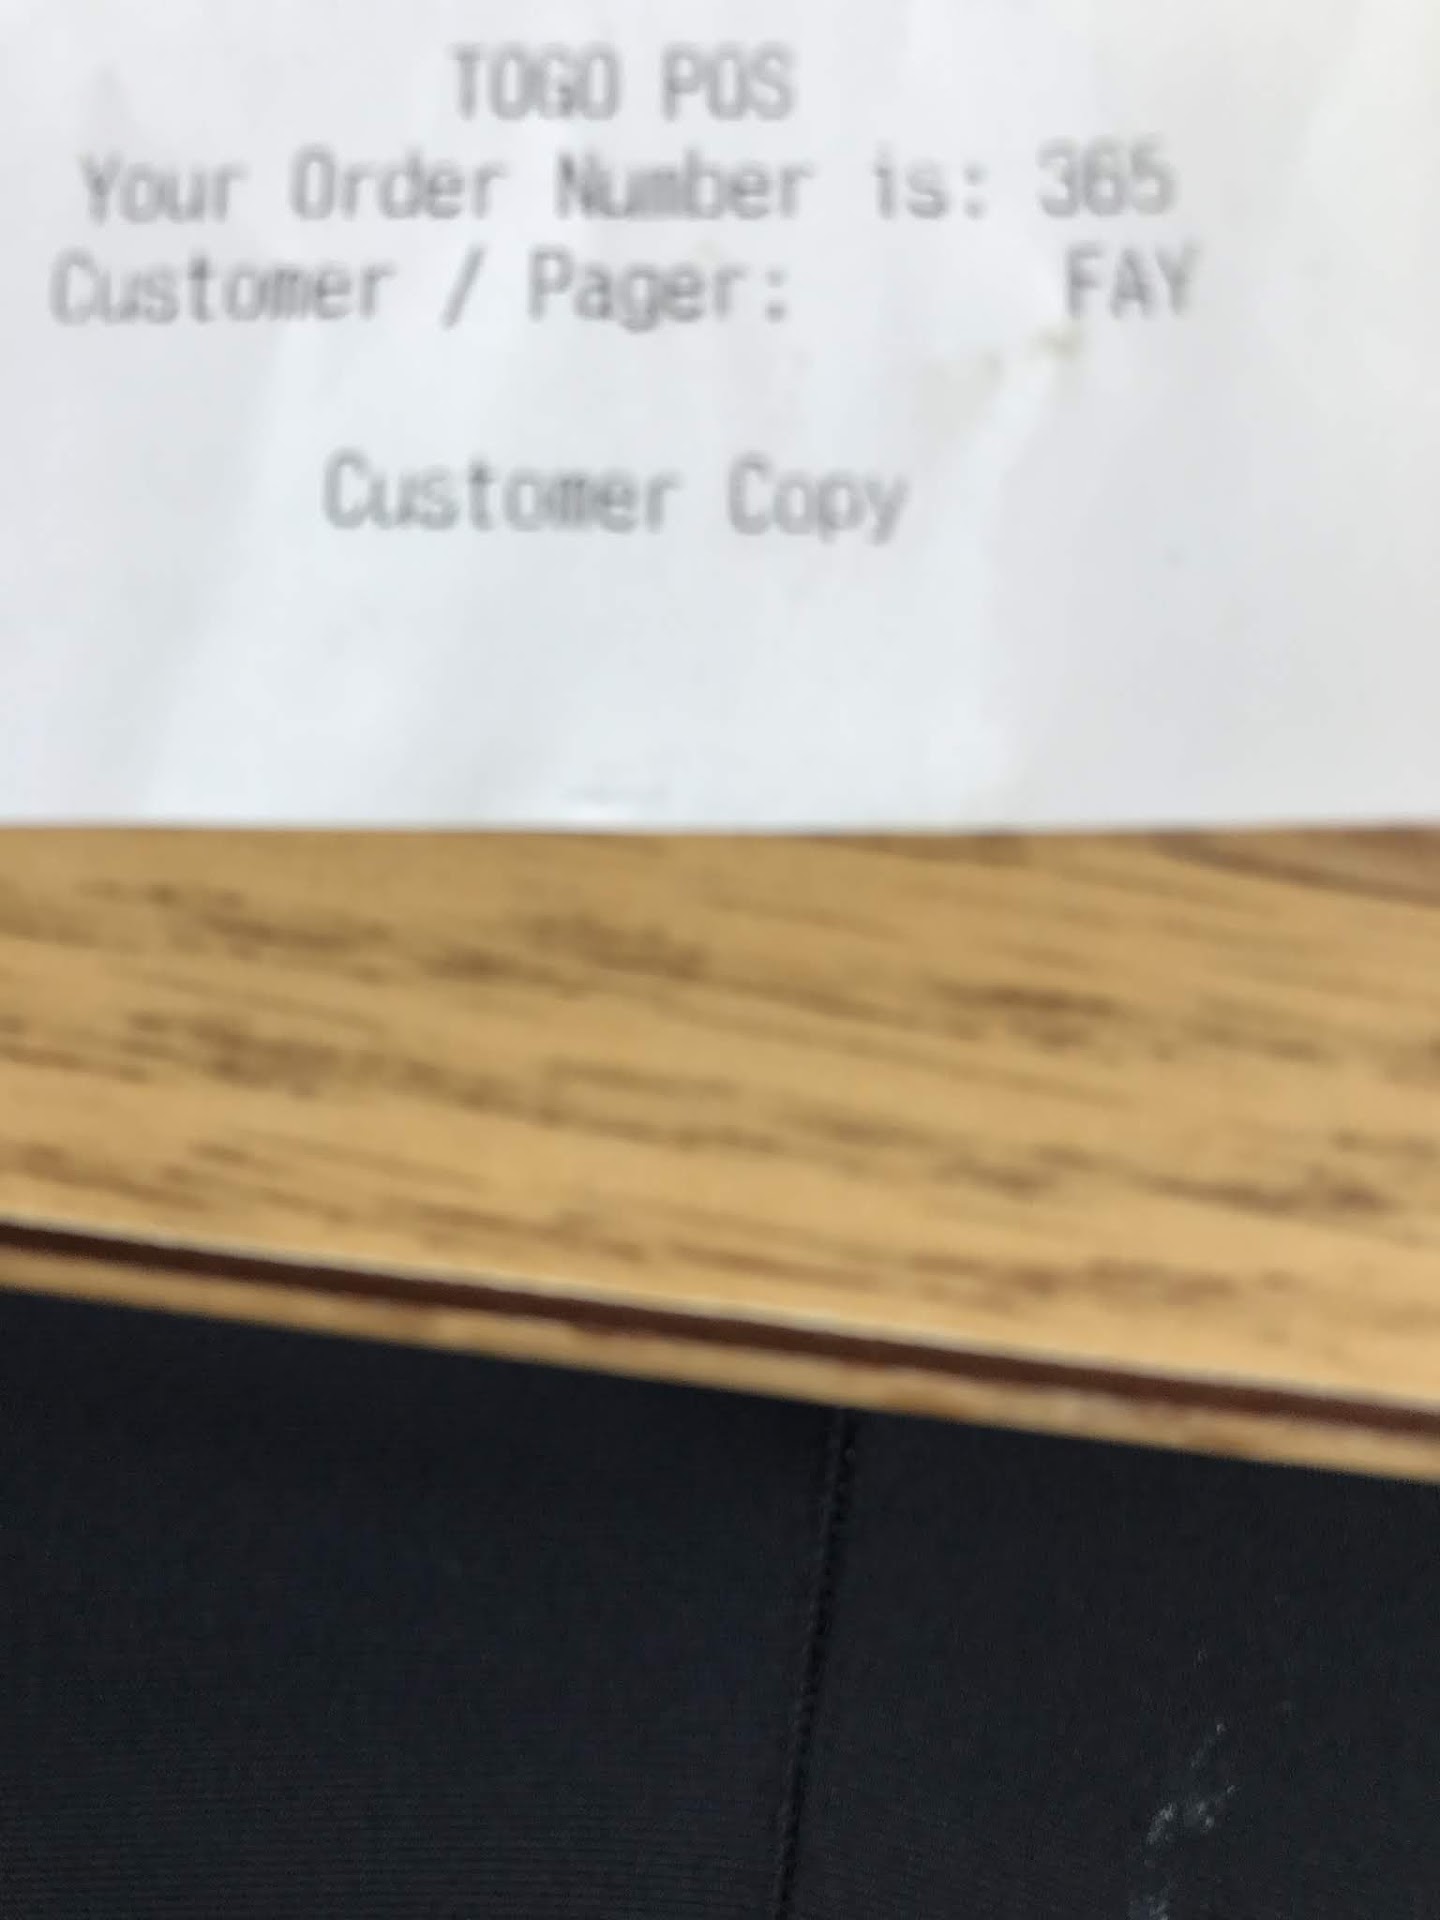 TOGO POS
Your Order Number is: 365
Customer / Pager: FAY
Customer Copy